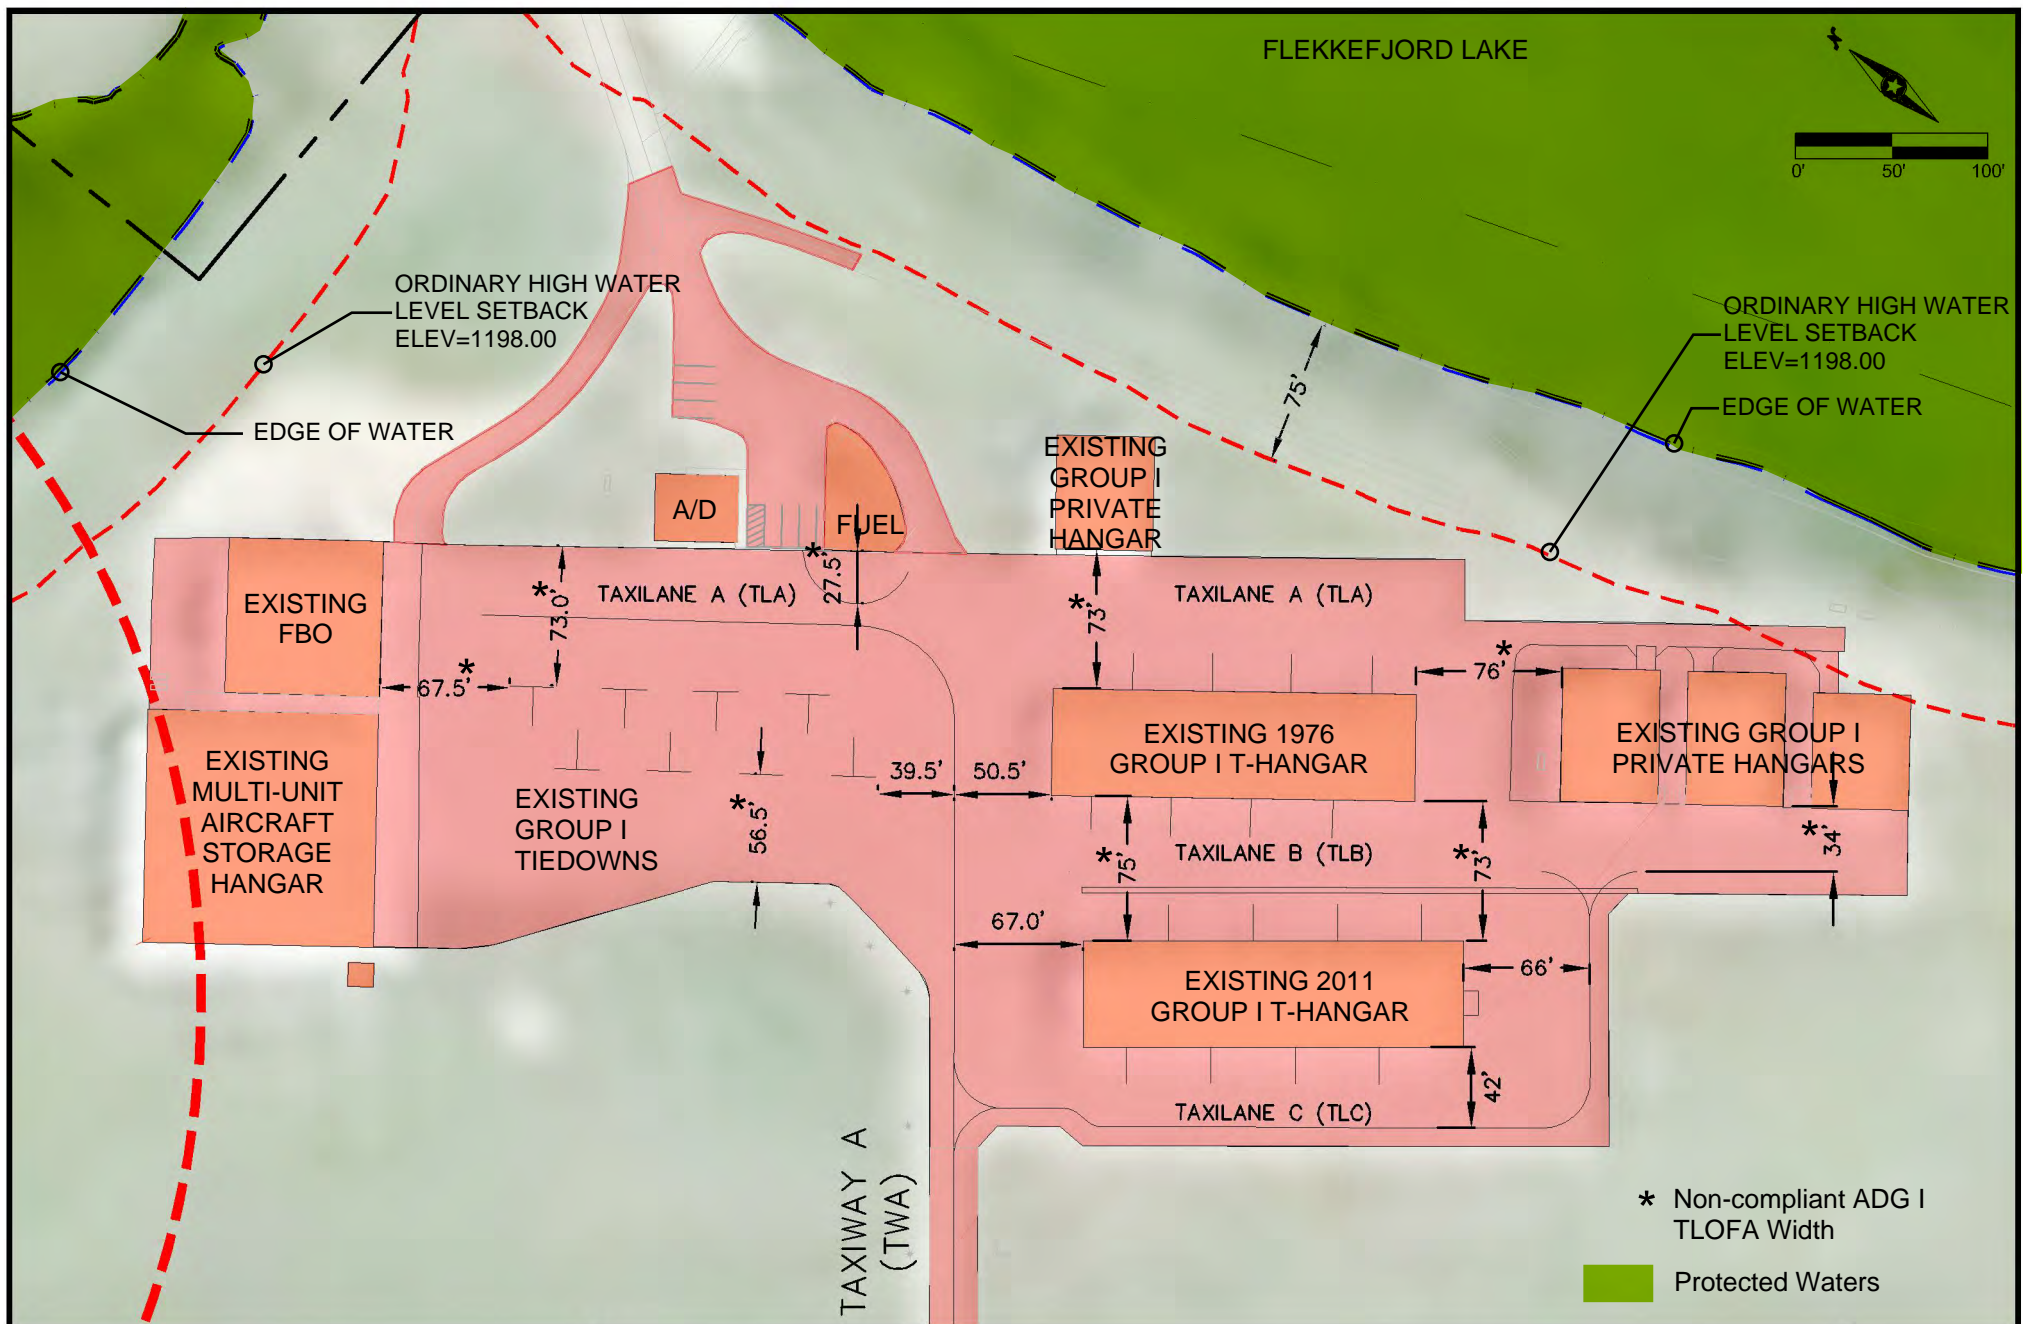 FLEKKEFJORD LAKE
0' 50' 100'
ORDINARY HIGH WATER
LEVEL SETBACK
ELEV=1198.00
EDGE OF WATER
ORDINARY HIGH WATER
LEVEL SETBACK
ELEV=1198.00
EDGE OF WATER
75'
A/D
FUEL
EXISTING
GROUP I
PRIVATE
HANGAR
EXISTING
FBO
*
73.0'
TAXILANE A (TLA)
*
27.5'
*
73'
TAXILANE A (TLA)
67.5'
*
76'
*
EXISTING
MULTI-UNIT
AIRCRAFT
STORAGE
HANGAR
EXISTING
GROUP I
TIEDOWNS
*
56.5'
39.5'
50.5'
EXISTING 1976
GROUP I T-HANGAR
EXISTING GROUP I
PRIVATE HANGARS
*
75'
TAXILANE B (TLB)
*
73'
*
34'
67.0'
EXISTING 2011
GROUP I T-HANGAR
66'
42'
TAXILANE C (TLC)
TAXIWAY A
(TWA)
* Non-compliant ADG I
TLOFA Width
Protected Waters